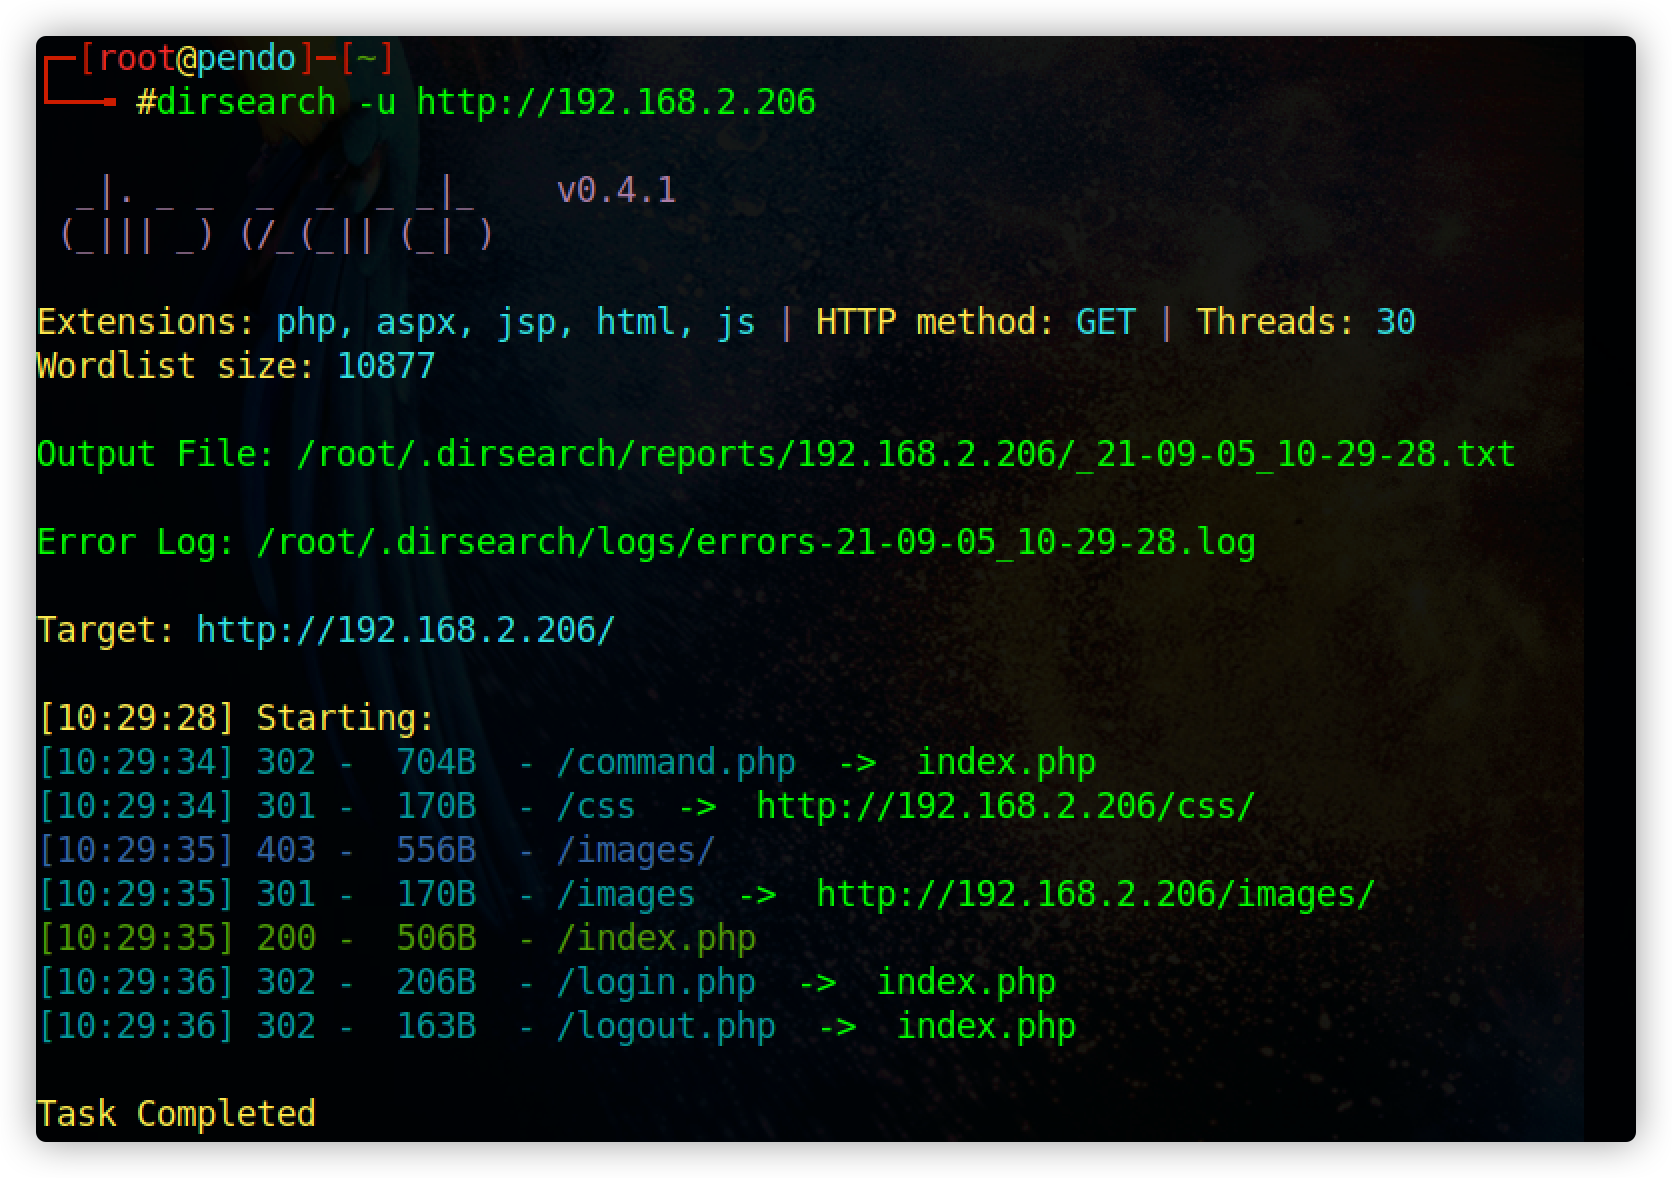 ┌─[root@pendo]─[~]
└──╼ #dirsearch -u http://192.168.2.206
  _|. _ _  _  _  _ _|_    v0.4.1
 (_||| _) (/_(_|| (_| )
Extensions: php, aspx, jsp, html, js | HTTP method: GET | Threads: 30
Wordlist size: 10877
Output File: /root/.dirsearch/reports/192.168.2.206/_21-09-05_10-29-28.txt
Error Log: /root/.dirsearch/logs/errors-21-09-05_10-29-28.log
Target: http://192.168.2.206/
[10:29:28] Starting:
[10:29:34] 302 -  704B  - /command.php  ->  index.php
[10:29:34] 301 -  170B  - /css  ->  http://192.168.2.206/css/
[10:29:35] 403 -  556B  - /images/
[10:29:35] 301 -  170B  - /images  ->  http://192.168.2.206/images/
[10:29:35] 200 -  506B  - /index.php
[10:29:36] 302 -  206B  - /login.php  ->  index.php
[10:29:36] 302 -  163B  - /logout.php  ->  index.php
Task Completed